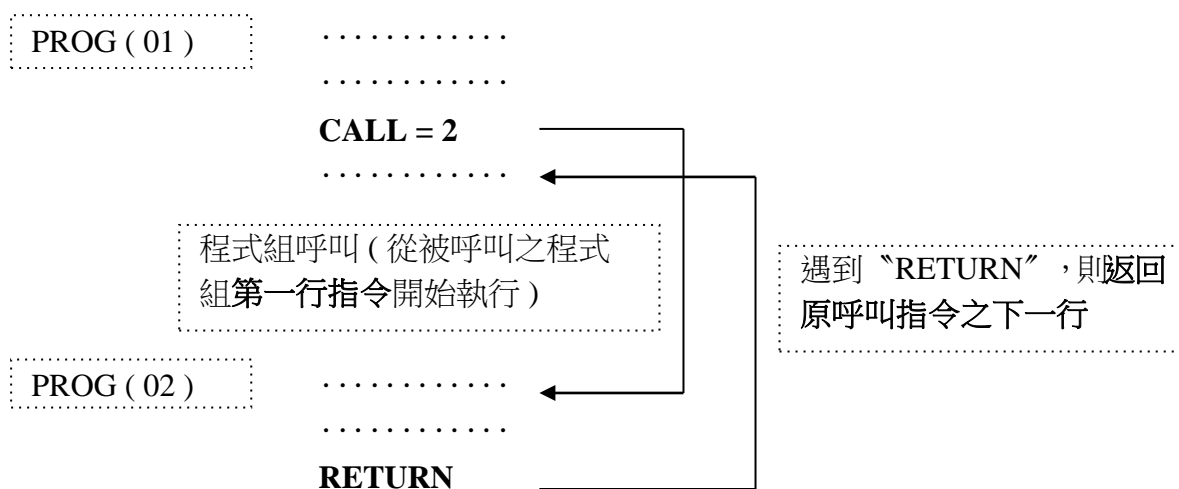 PROG ( 01 )
. . . . . . . . . . . .
. . . . . . . . . . . .
CALL = 2
. . . . . . . . . . . .
程式組呼叫 ( 從被呼叫之程式
組第一行指令開始執行 )
遇到〝RETURN〞,則返回
原呼叫指令之下一行
PROG ( 02 )
. . . . . . . . . . . .
. . . . . . . . . . . .
RETURN